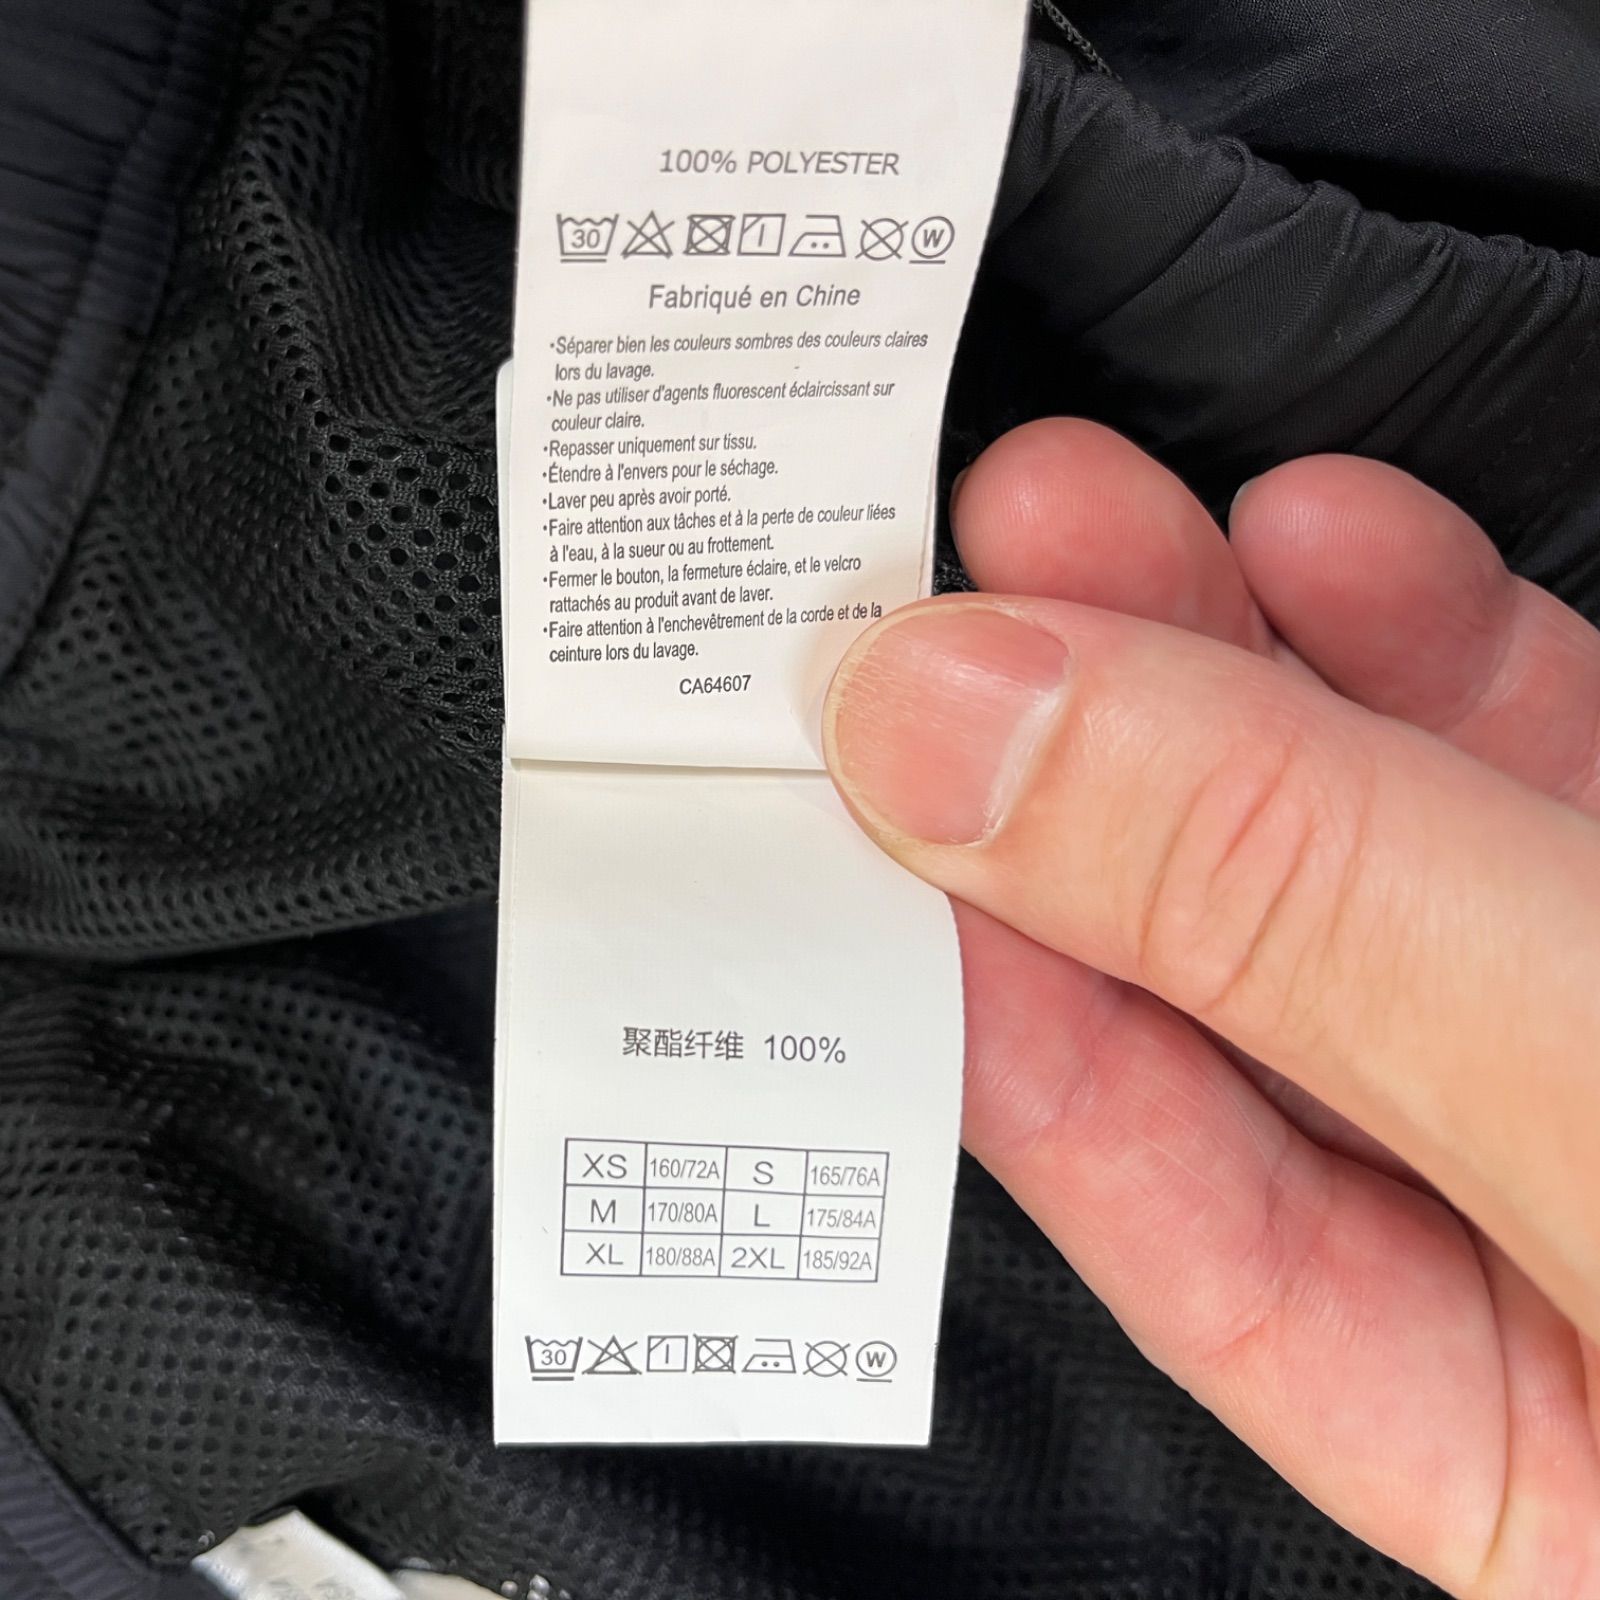 100% POLYESTER
30 W
Fabriqué en Chine
•Séparer bien les couleurs sombres des couleurs claires
lors du lavage.
•Ne pas utiliser d'agents fluorescent éclaircissant sur
couleur claire.
•Repasser uniquement sur tissu.
•Étendre à l'envers pour le séchage.
•Laver peu après avoir porté.
•Faire attention aux tâches et à la perte de couleur liées
à l'eau, à la sueur ou au frottement.
•Fermer le bouton, la fermeture éclaire, et le velcro
rattachés au produit avant de laver.
•Faire attention à l'enchevêtrement de la corde et de la
ceinture lors du lavage.
CA64607
聚酯纤维 100%
XS 160/72A S 165/76A
M 170/80A L 175/84A
XL 180/88A 2XL 185/92A
30 W